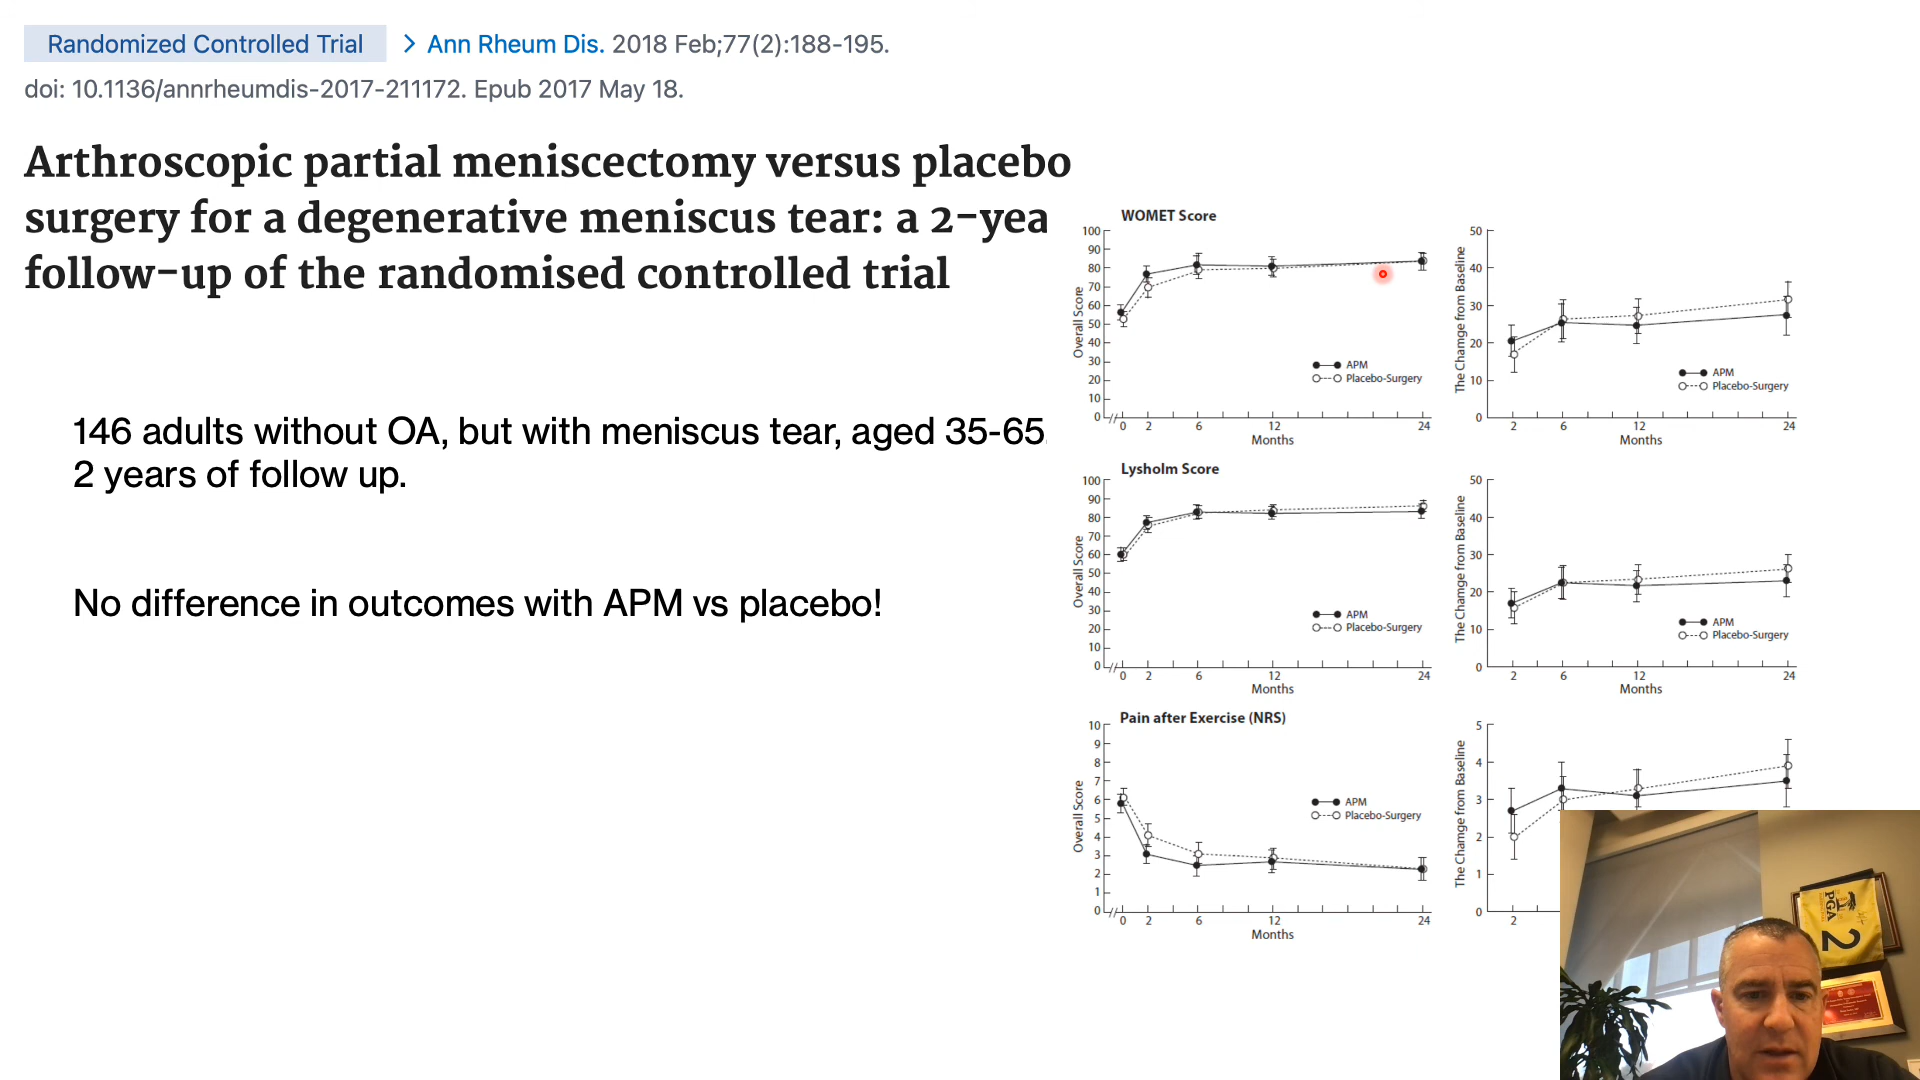 Randomized Controlled Trial > Ann Rheum Dis. 2018 Feb;77(2):188-195.
doi: 10.1136/annrheumdis-2017-211172. Epub 2017 May 18.
Arthroscopic partial meniscectomy versus placebo
surgery for a degenerative meniscus tear: a 2-yea
follow-up of the randomised controlled trial
146 adults without OA, but with meniscus tear, aged 35-65
2 years of follow up.
No difference in outcomes with APM vs placebo!
WOMET Score
Overall Score
100
90
80
70
60
50
40
30
20
10
0
APM
Placebo-Surgery
0 2 6 12 24
Months
The Chamge from Baseline
50
40
30
20
10
0
APM
Placebo-Surgery
2 6 12 24
Months
Lysholm Score
Overall Score
100
90
80
70
60
50
40
30
20
10
0
APM
Placebo-Surgery
0 2 6 12 24
Months
The Chamge from Baseline
50
40
30
20
10
0
APM
Placebo-Surgery
2 6 12 24
Months
Pain after Exercise (NRS)
Overall Score
10
9
8
7
6
5
4
3
2
1
0
APM
Placebo-Surgery
0 2 6 12 24
Months
The Chamge from Baseline
5
4
3
2
1
0
2
PGA
2